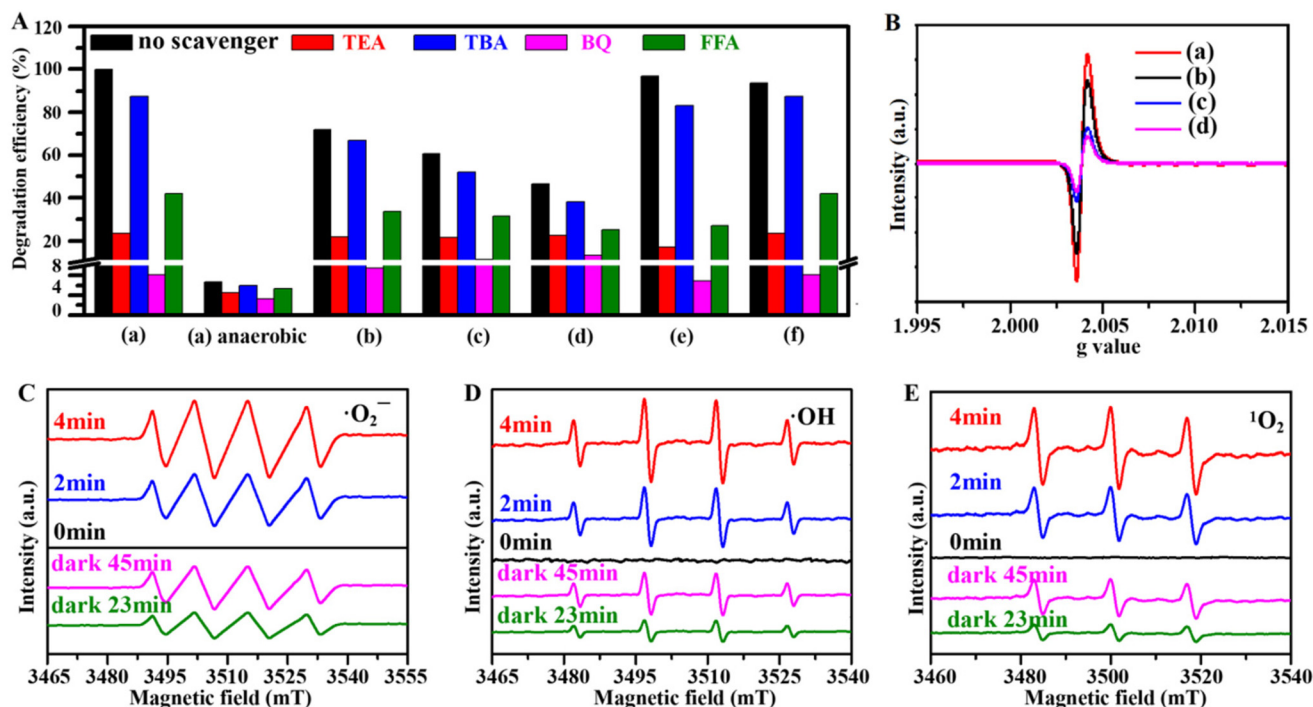 A
120
100
80
60
40
20
8
4
0
Degradation efficiency (%)
no scavenger TEA TBA BQ FFA
(a) (a) anaerobic (b) (c) (d) (e) (f)
B
(a)
(b)
(c)
(d)
Intensity (a.u.)
1.995 2.000 2.005 2.010 2.015
g value
C
·O₂⁻
4min
2min
0min
dark 45min
dark 23min
Intensity (a.u.)
3465 3480 3495 3510 3525 3540 3555
Magnetic field (mT)
D
·OH
4min
2min
0min
dark 45min
dark 23min
Intensity (a.u.)
3465 3480 3495 3510 3525 3540
Magnetic field (mT)
E
¹O₂
4min
2min
0min
dark 45min
dark 23min
Intensity (a.u.)
3460 3480 3500 3520 3540
Magnetic field (mT)